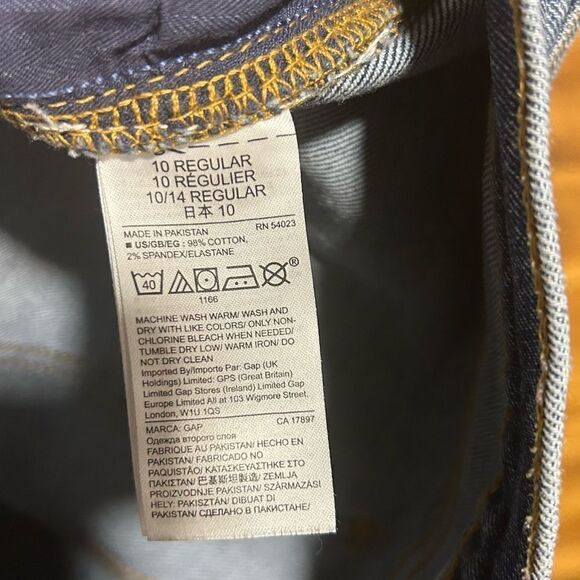 10 REGULAR
10 RÉGULIER
10/14 REGULAR
日本 10
MADE IN PAKISTAN RN 54023
■ US/GB/EG : 98% COTTON,
2% SPANDEX/ELASTANE
40 ®
1166
MACHINE WASH WARM/ WASH AND
DRY WITH LIKE COLORS/ ONLY NON-
CHLORINE BLEACH WHEN NEEDED/
TUMBLE DRY LOW/ WARM IRON/ DO
NOT DRY CLEAN
Imported By/Importe Par: Gap (UK
Holdings) Limited: GPS (Great Britain)
Limited Gap Stores (Ireland) Limited Gap
Europe Limited All at 103 Wigmore Street,
London, W1U 1QS
MARCA: GAP CA 17897
Одежда второго слоя
FABRIQUE AU PAKISTAN/ HECHO EN
PAKISTAN/ FABRICADO NO
PAQUISTÃO/ ΚΑΤΑΣΚΕΥΑΣΤΗΚΕ ΣΤΟ
PAKISTAN/ 巴基斯坦製造/ ZEMLJA
PROIZVODNJE PAKISTAN/ SZÁRMAZÁSI
HELY: PAKISZTÁN/ DIBUAT DI
PAKISTAN/ СДЕЛАНО В ПАКИСТАНЕ/